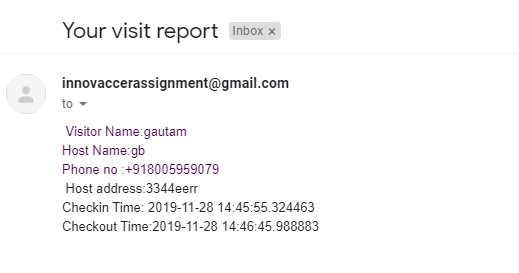 Your visit report Inbox ×
innovaccerassignment@gmail.com
to
Visitor Name:gautam
Host Name:gb
Phone no :+918005959079
Host address:3344eerr
Checkin Time: 2019-11-28 14:45:55.324463
Checkout Time:2019-11-28 14:46:45.988883